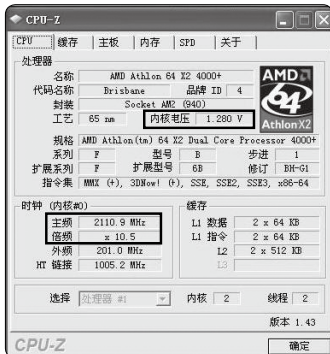 CPU-Z
CPU 缓存 主板 内存 SPD 关于
处理器
名称 AMD Athlon 64 X2 4000+
代码名称 Brisbane 品牌 ID 4
封装 Socket AM2 (940)
工艺 65 nm 内核电压 1.280 V
AMD
64
Athlon X2
规格 AMD Athlon(tm) 64 X2 Dual Core Processor 4000+
系列 F 型号 B 步进 1
扩展系列 F 扩展型号 6B 修订 BH-G1
指令集 MMX (+), 3DNow! (+), SSE, SSE2, SSE3, x86-64
时钟 (内核#0)
主频 2110.9 MHz
倍频 x 10.5
外频 201.0 MHz
HT 链接 1005.2 MHz
缓存
L1 数据 2 x 64 KB
L1 指令 2 x 64 KB
L2 2 x 512 KB
L3
选择 处理器 #1 内核 2 线程 2
版本 1.43
CPU-Z 确定